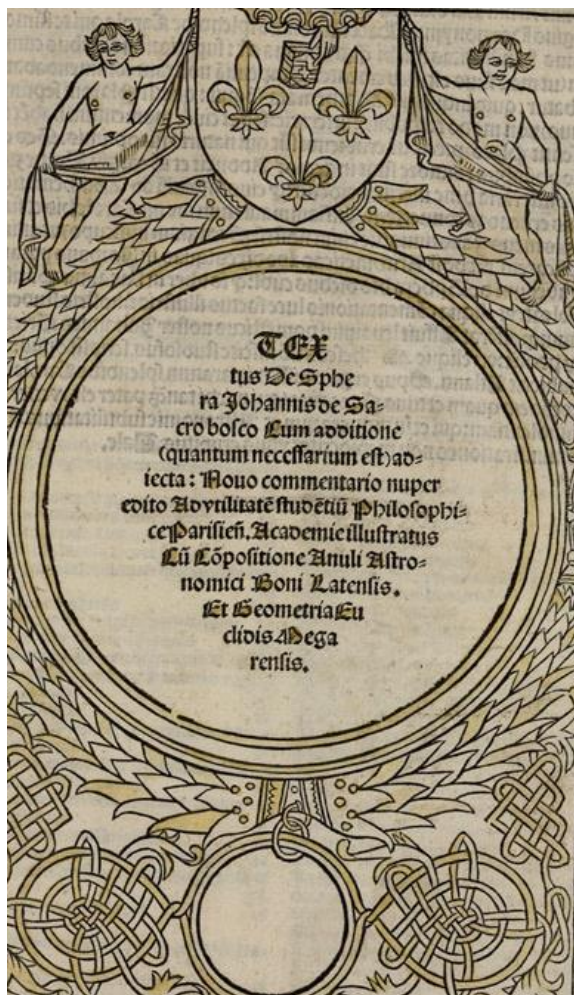 TEX
tus De Sphe
ra Johannis de Sa-
cro bosco Cum additione
(quantum necessarium est) ad-
iecta: Nouo commentario nuper
edito Ad vtilitatē studētiū Philosophi-
ce Parisieñ. Academie illustratus
Cū Cōpositione Anuli Astro-
nomici Boni Latensis.
Et Geometria Eu
clidis Mega
rensis.